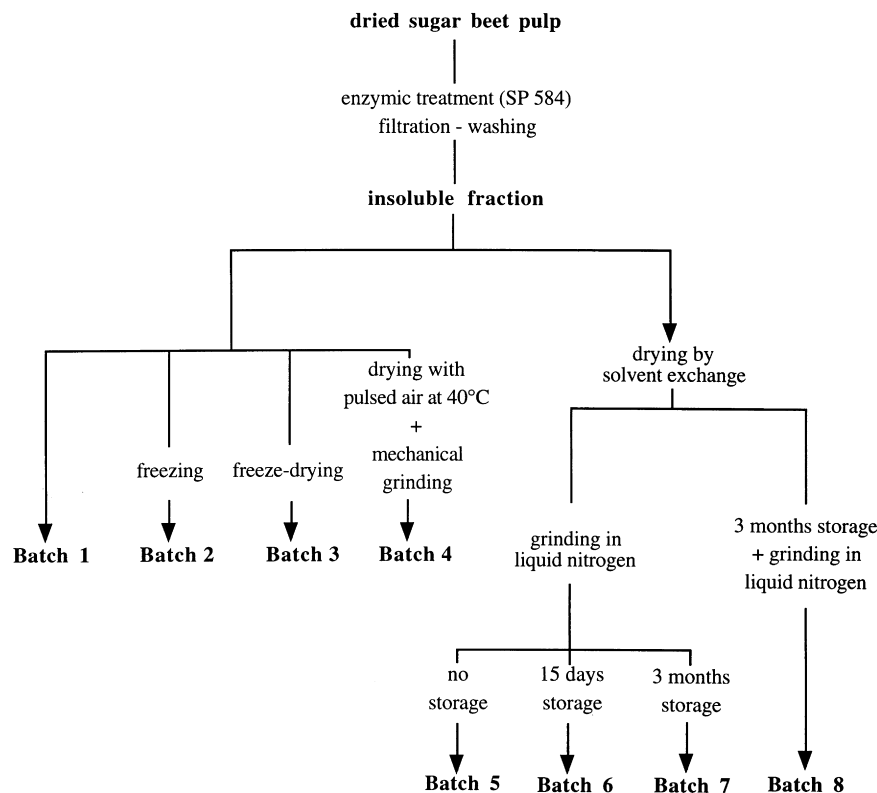 dried sugar beet pulp
enzymic treatment (SP 584)
filtration - washing
insoluble fraction
drying with
pulsed air at 40°C
+
mechanical
grinding
freezing
freeze-drying
Batch 1
Batch 2
Batch 3
Batch 4
drying by
solvent exchange
grinding in
liquid nitrogen
3 months storage
+ grinding in
liquid nitrogen
no
storage
15 days
storage
3 months
storage
Batch 5
Batch 6
Batch 7
Batch 8